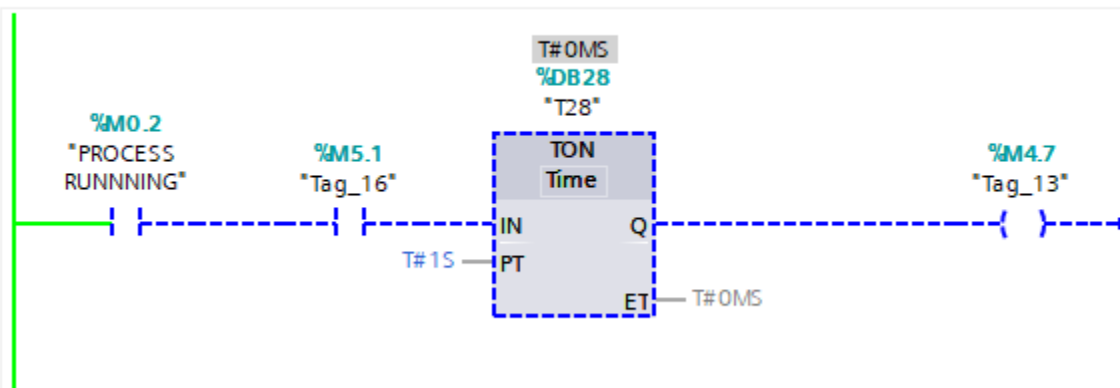 T#0MS
%DB28
"T28"
%M0.2
"PROCESS
RUNNNING"
%M5.1
"Tag_16"
TON
Time
%M4.7
"Tag_13"
IN
Q
T#1S
PT
ET
T#0MS